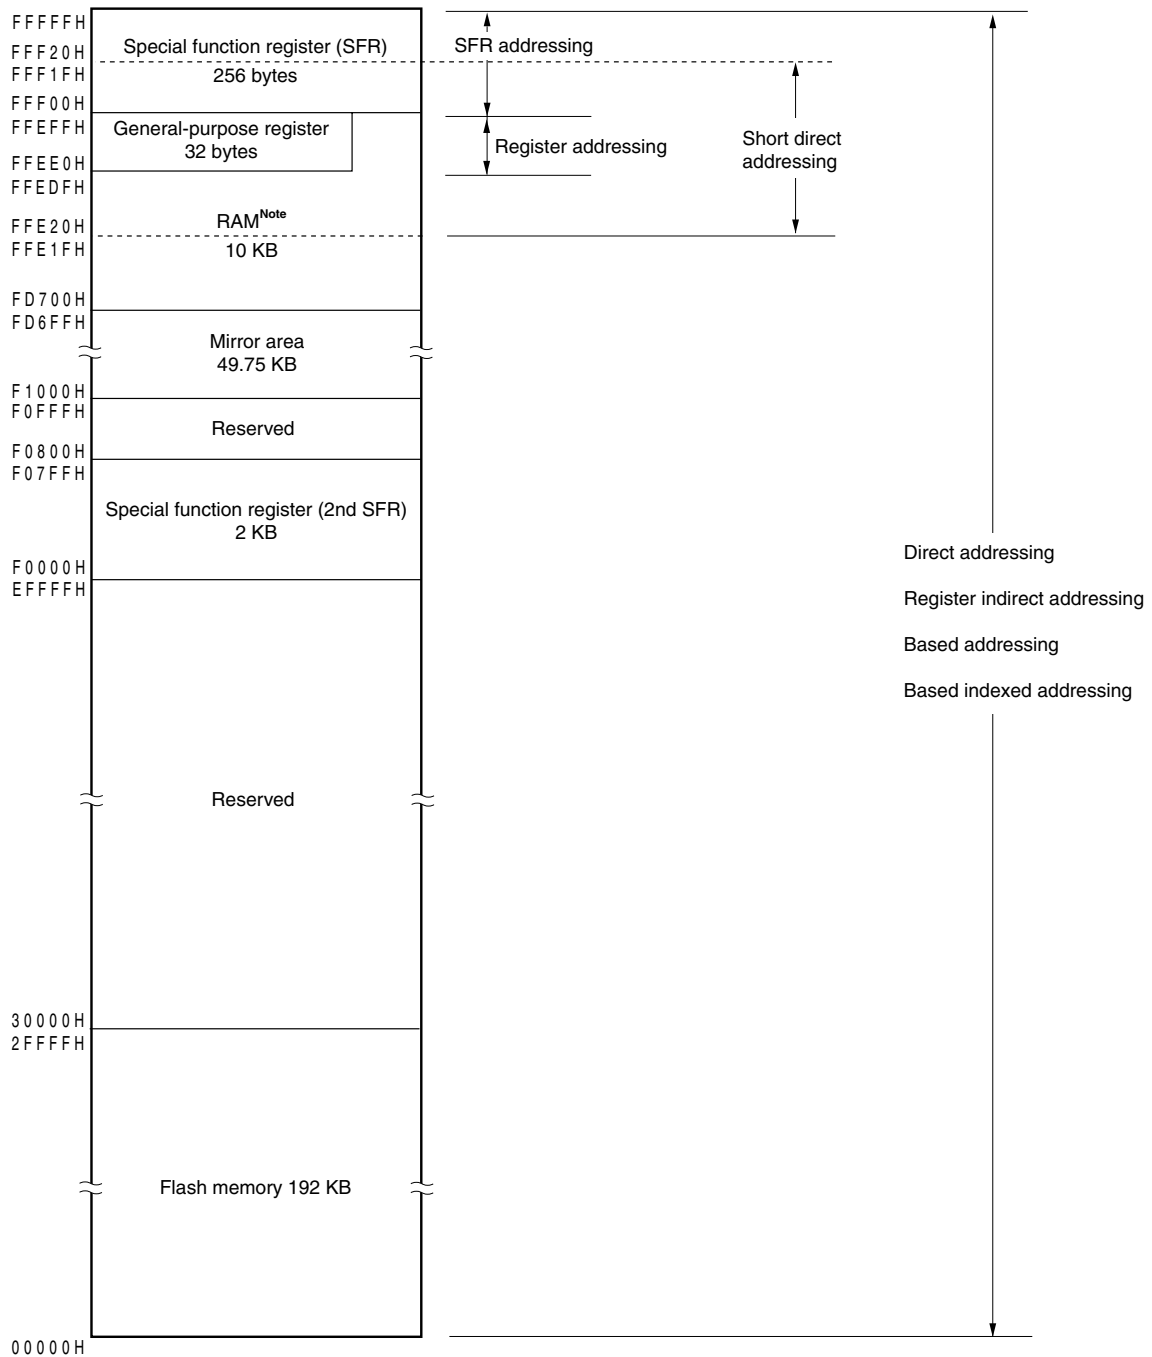 FFFFFH
Special function register (SFR)
256 bytes
SFR addressing
FFF20H
FFF1FH
FFF00H
FFEFFH
General-purpose register
32 bytes
Register addressing
Short direct
addressing
FFEE0H
FFEDFH
RAMNote
10 KB
FFE20H
FFE1FH
FD700H
FD6FFH
Mirror area
49.75 KB
F1000H
F0FFFH
Reserved
F0800H
F07FFH
Special function register (2nd SFR)
2 KB
F0000H
EFFFFH
Direct addressing
Register indirect addressing
Based addressing
Based indexed addressing
Reserved
30000H
2FFFFH
Flash memory 192 KB
00000H